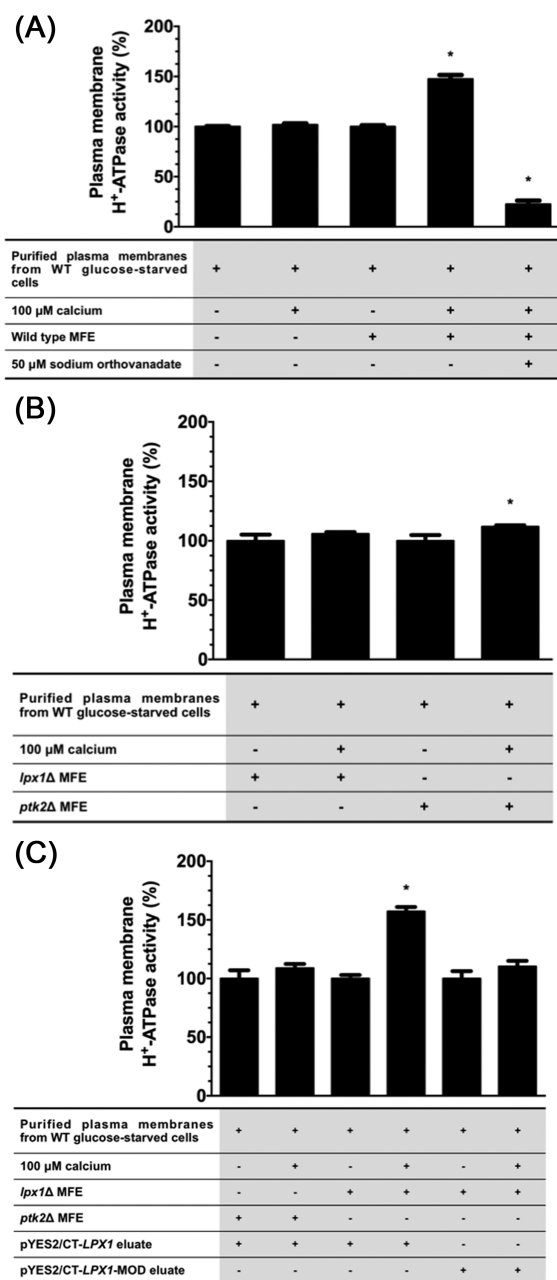 (A)
Plasma membrane
H+-ATPase activity (%)
200
150
100
50
0
*
*
Purified plasma membranes
from WT glucose-starved
cells
+ + + + +
100 µM calcium - + - + +
Wild type MFE - - + + +
50 µM sodium orthovanadate - - - - +
(B)
Plasma membrane
H+-ATPase activity (%)
200
150
100
50
0
*
Purified plasma membranes
from WT glucose-starved cells
+ + + +
100 µM calcium - + - +
lpx1Δ MFE + + - -
ptk2Δ MFE - - + +
(C)
Plasma membrane
H+-ATPase activity (%)
200
150
100
50
0
*
Purified plasma membranes
from WT glucose-starved cells
+ + + + + +
100 µM calcium - + - + - +
lpx1Δ MFE - - + + + +
ptk2Δ MFE + + - - - -
pYES2/CT-LPX1 eluate + + + + - -
pYES2/CT-LPX1-MOD eluate - - - - + +